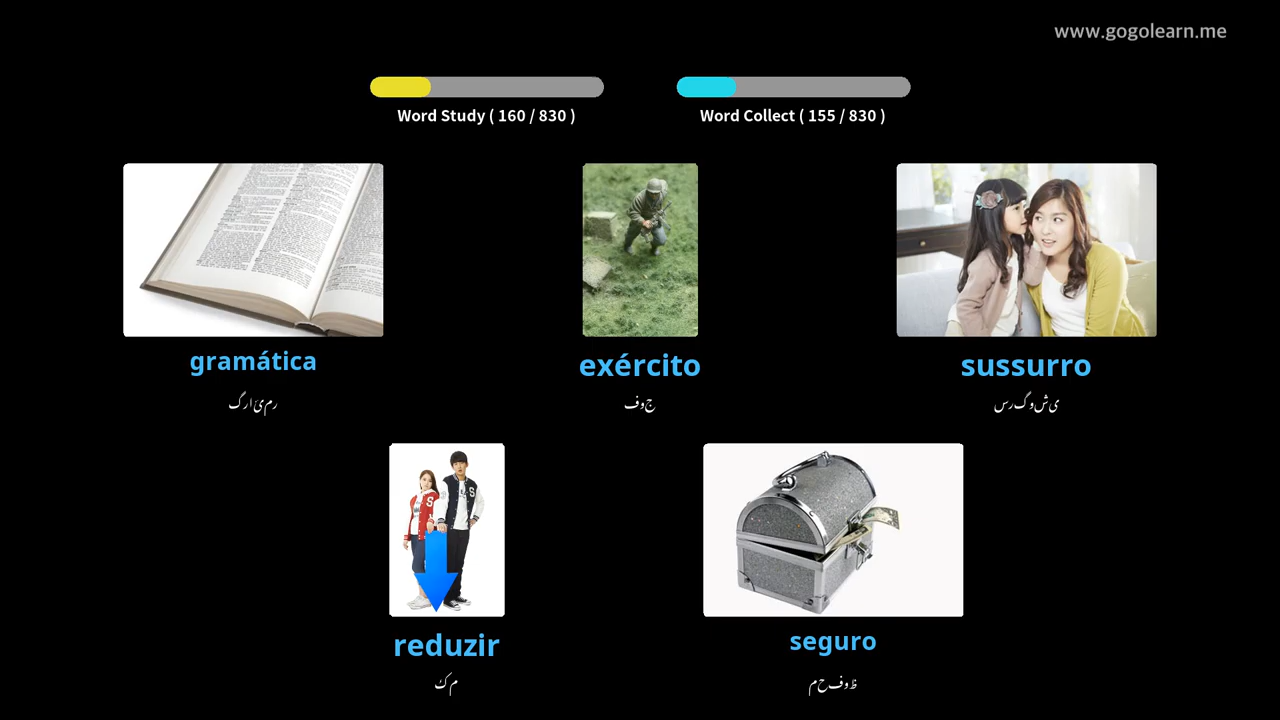 www.gogolearn.me
Word Study ( 160 / 830 )
Word Collect ( 155 / 830 )
gramática
exército
sussurro
رمئارگ
جوف
یشوگرس
reduzir
seguro
مک
ظوفحم